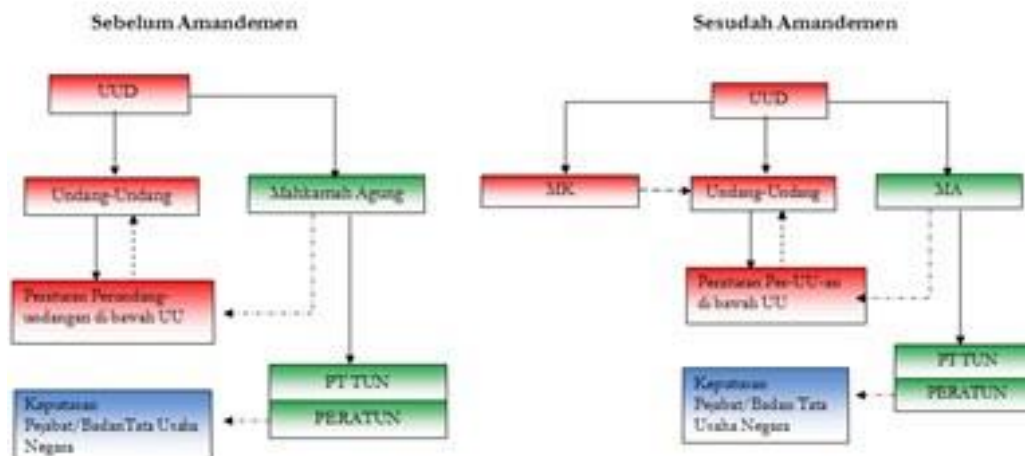 Sebelum Amandemen
UUD
Undang-Undang
Mahkamah Agung
Peraturan Perundang-
undangan di bawah UU
PT TUN
PERATUN
Keputusan
Pejabat/BadanTata Usaha
Negara
Sesudah Amandemen
UUD
MK
Undang-Undang
MA
Peraturan Per-UU-an
di bawah UU
PT TUN
PERATUN
Keputusan
Pejabat/Badan Tata
Usaha Negara